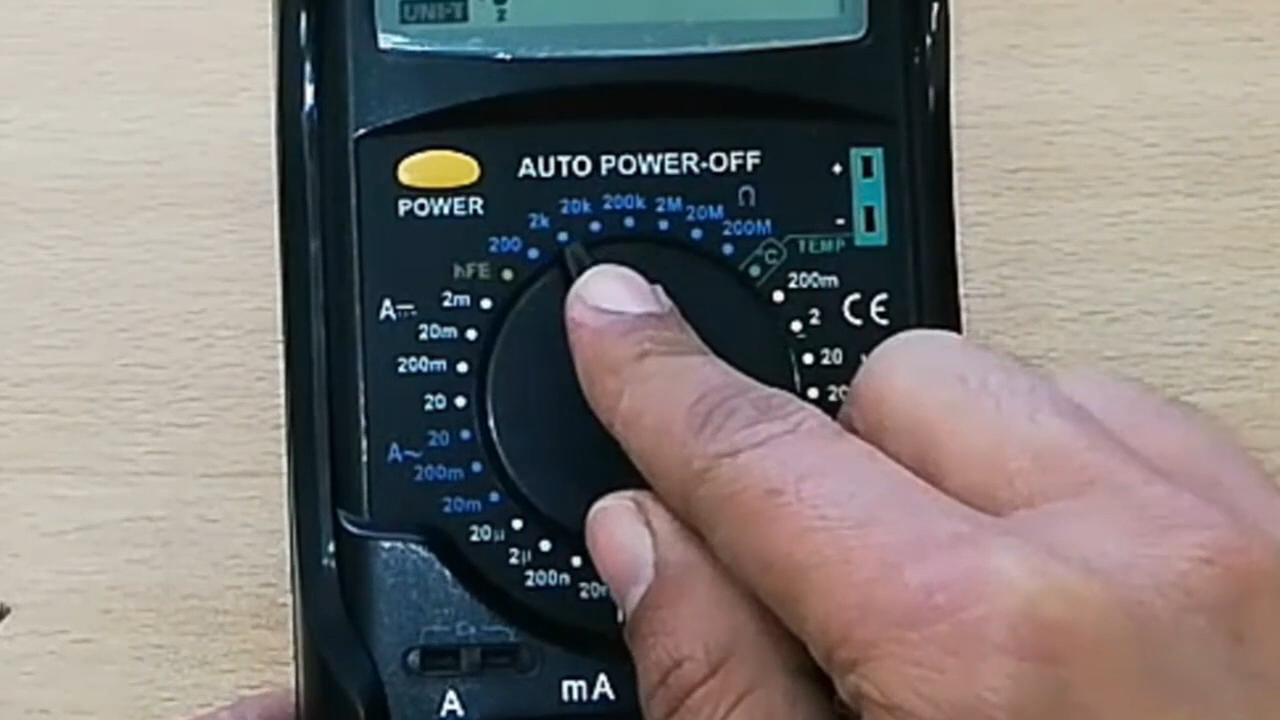 UNI-T
AUTO POWER-OFF
POWER
+
-
Ω
200
2k
20k
200k
2M
20M
200M
°C
TEMP
hFE
A⎓
2m
20m
200m
20
A~
20
200m
20m
20µ
2µ
200n
200m
2
20
CE
A
mA